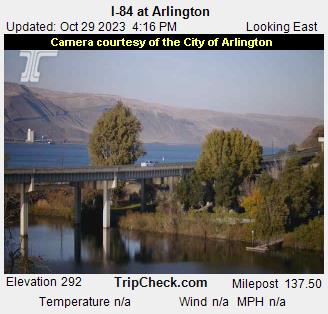 I-84 at Arlington
Updated: Oct 29 2023 4:16 PM Looking East
Camera courtesy of the City of Arlington
Elevation 292 TripCheck.com Milepost 137.50
Temperature n/a Wind n/a MPH n/a